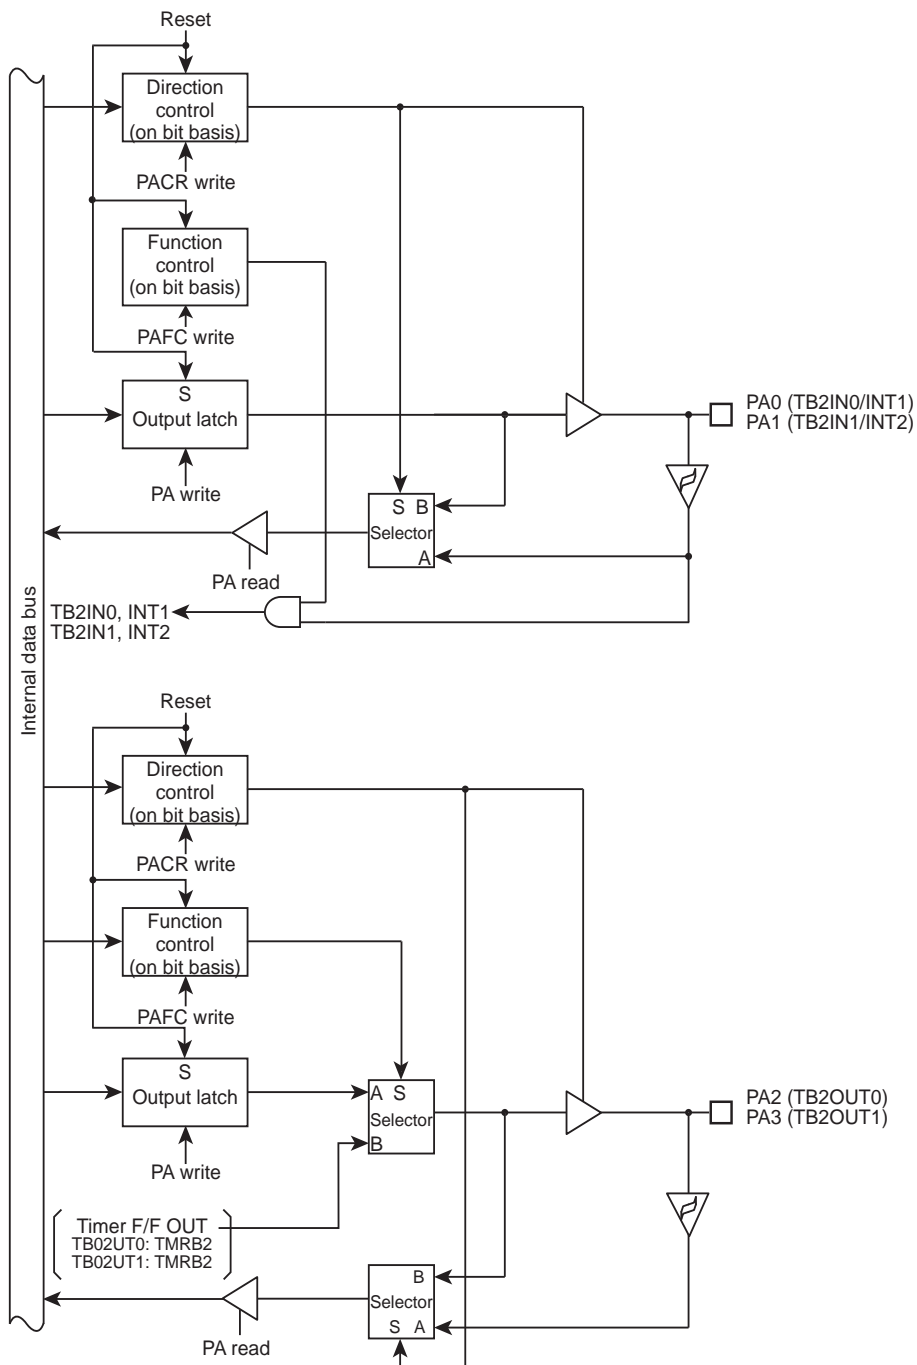 Reset
Direction
control
(on bit basis)
PACR write
Function
control
(on bit basis)
PAFC write
S
Output latch
PA write
PA0 (TB2IN0/INT1)
PA1 (TB2IN1/INT2)
S B
Selector
A
PA read
TB2IN0, INT1
TB2IN1, INT2
Internal data bus
Reset
Direction
control
(on bit basis)
PACR write
Function
control
(on bit basis)
PAFC write
S
Output latch
PA write
A S
Selector
B
PA2 (TB2OUT0)
PA3 (TB2OUT1)
Timer F/F OUT
TB02UT0: TMRB2
TB02UT1: TMRB2
B
Selector
S A
PA read